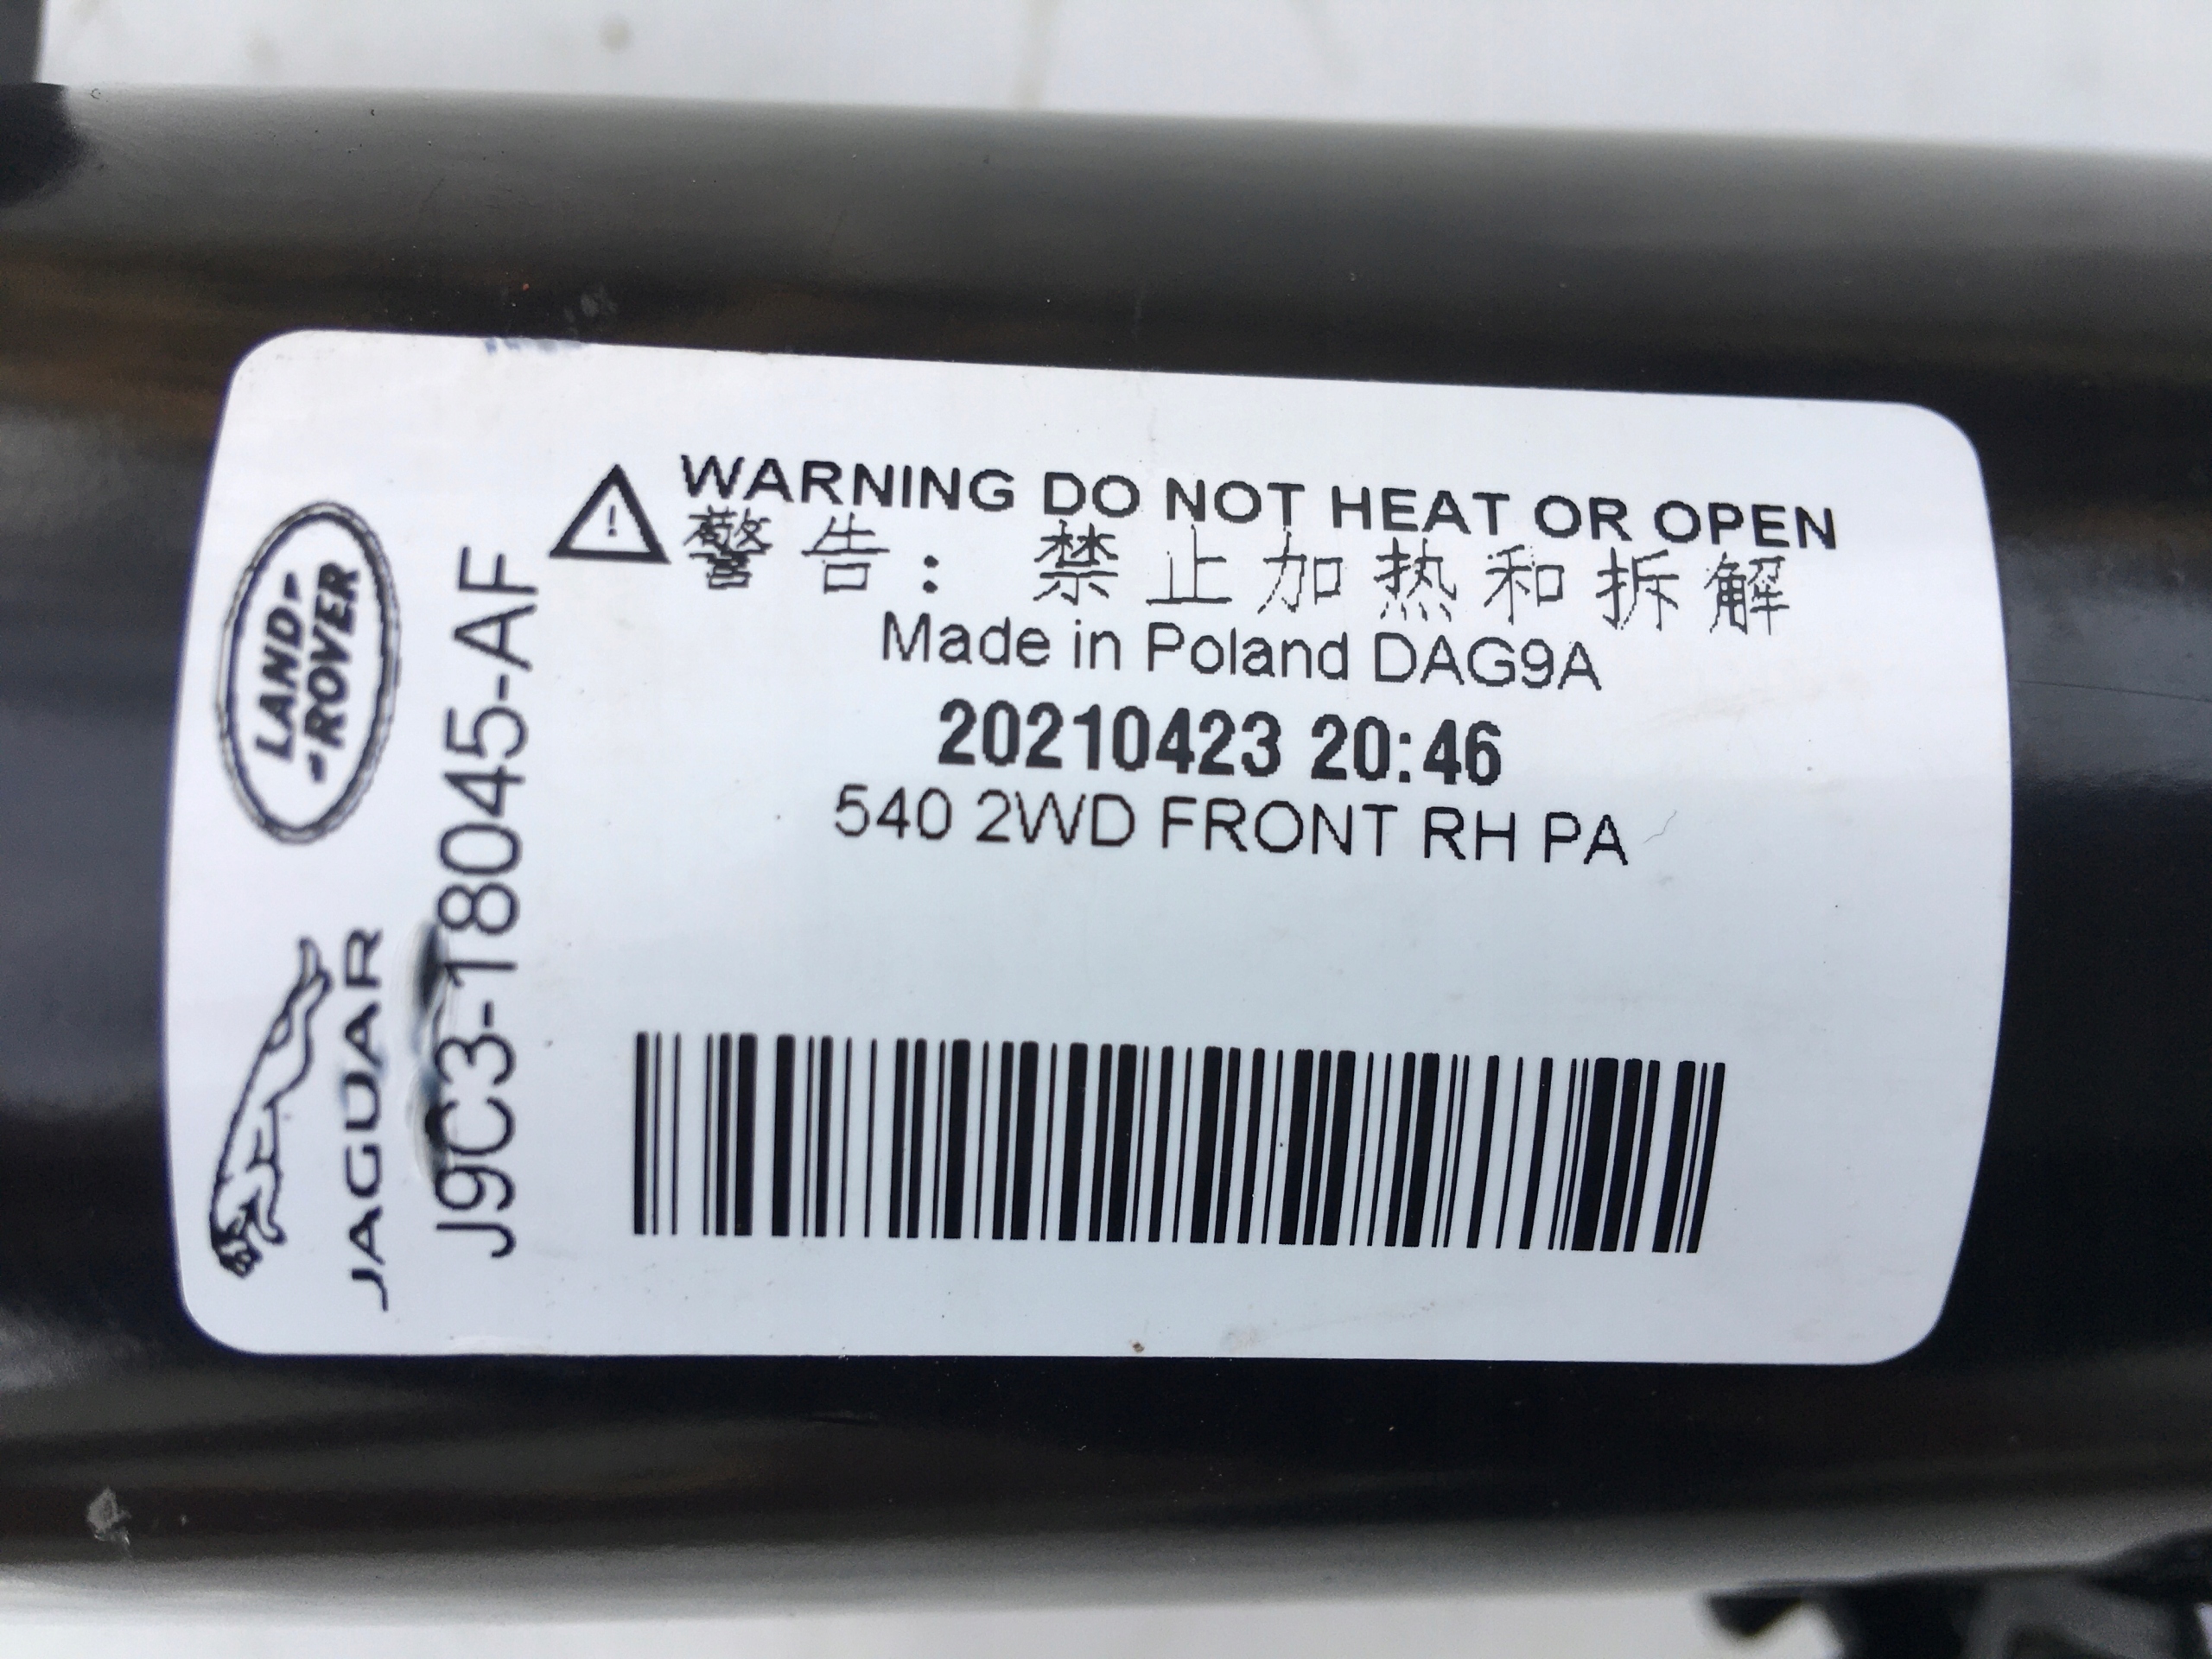 LAND-
-ROVER
JAGUAR
J9C3-18045-AF
! WARNING DO NOT HEAT OR OPEN
警告：禁止加热和拆解
Made in Poland DAG9A
20210423 20:46
540 2WD FRONT RH PA